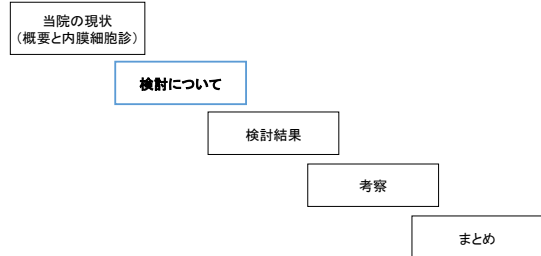 当院の現状
（概要と内膜細胞診）
検討について
検討結果
考察
まとめ